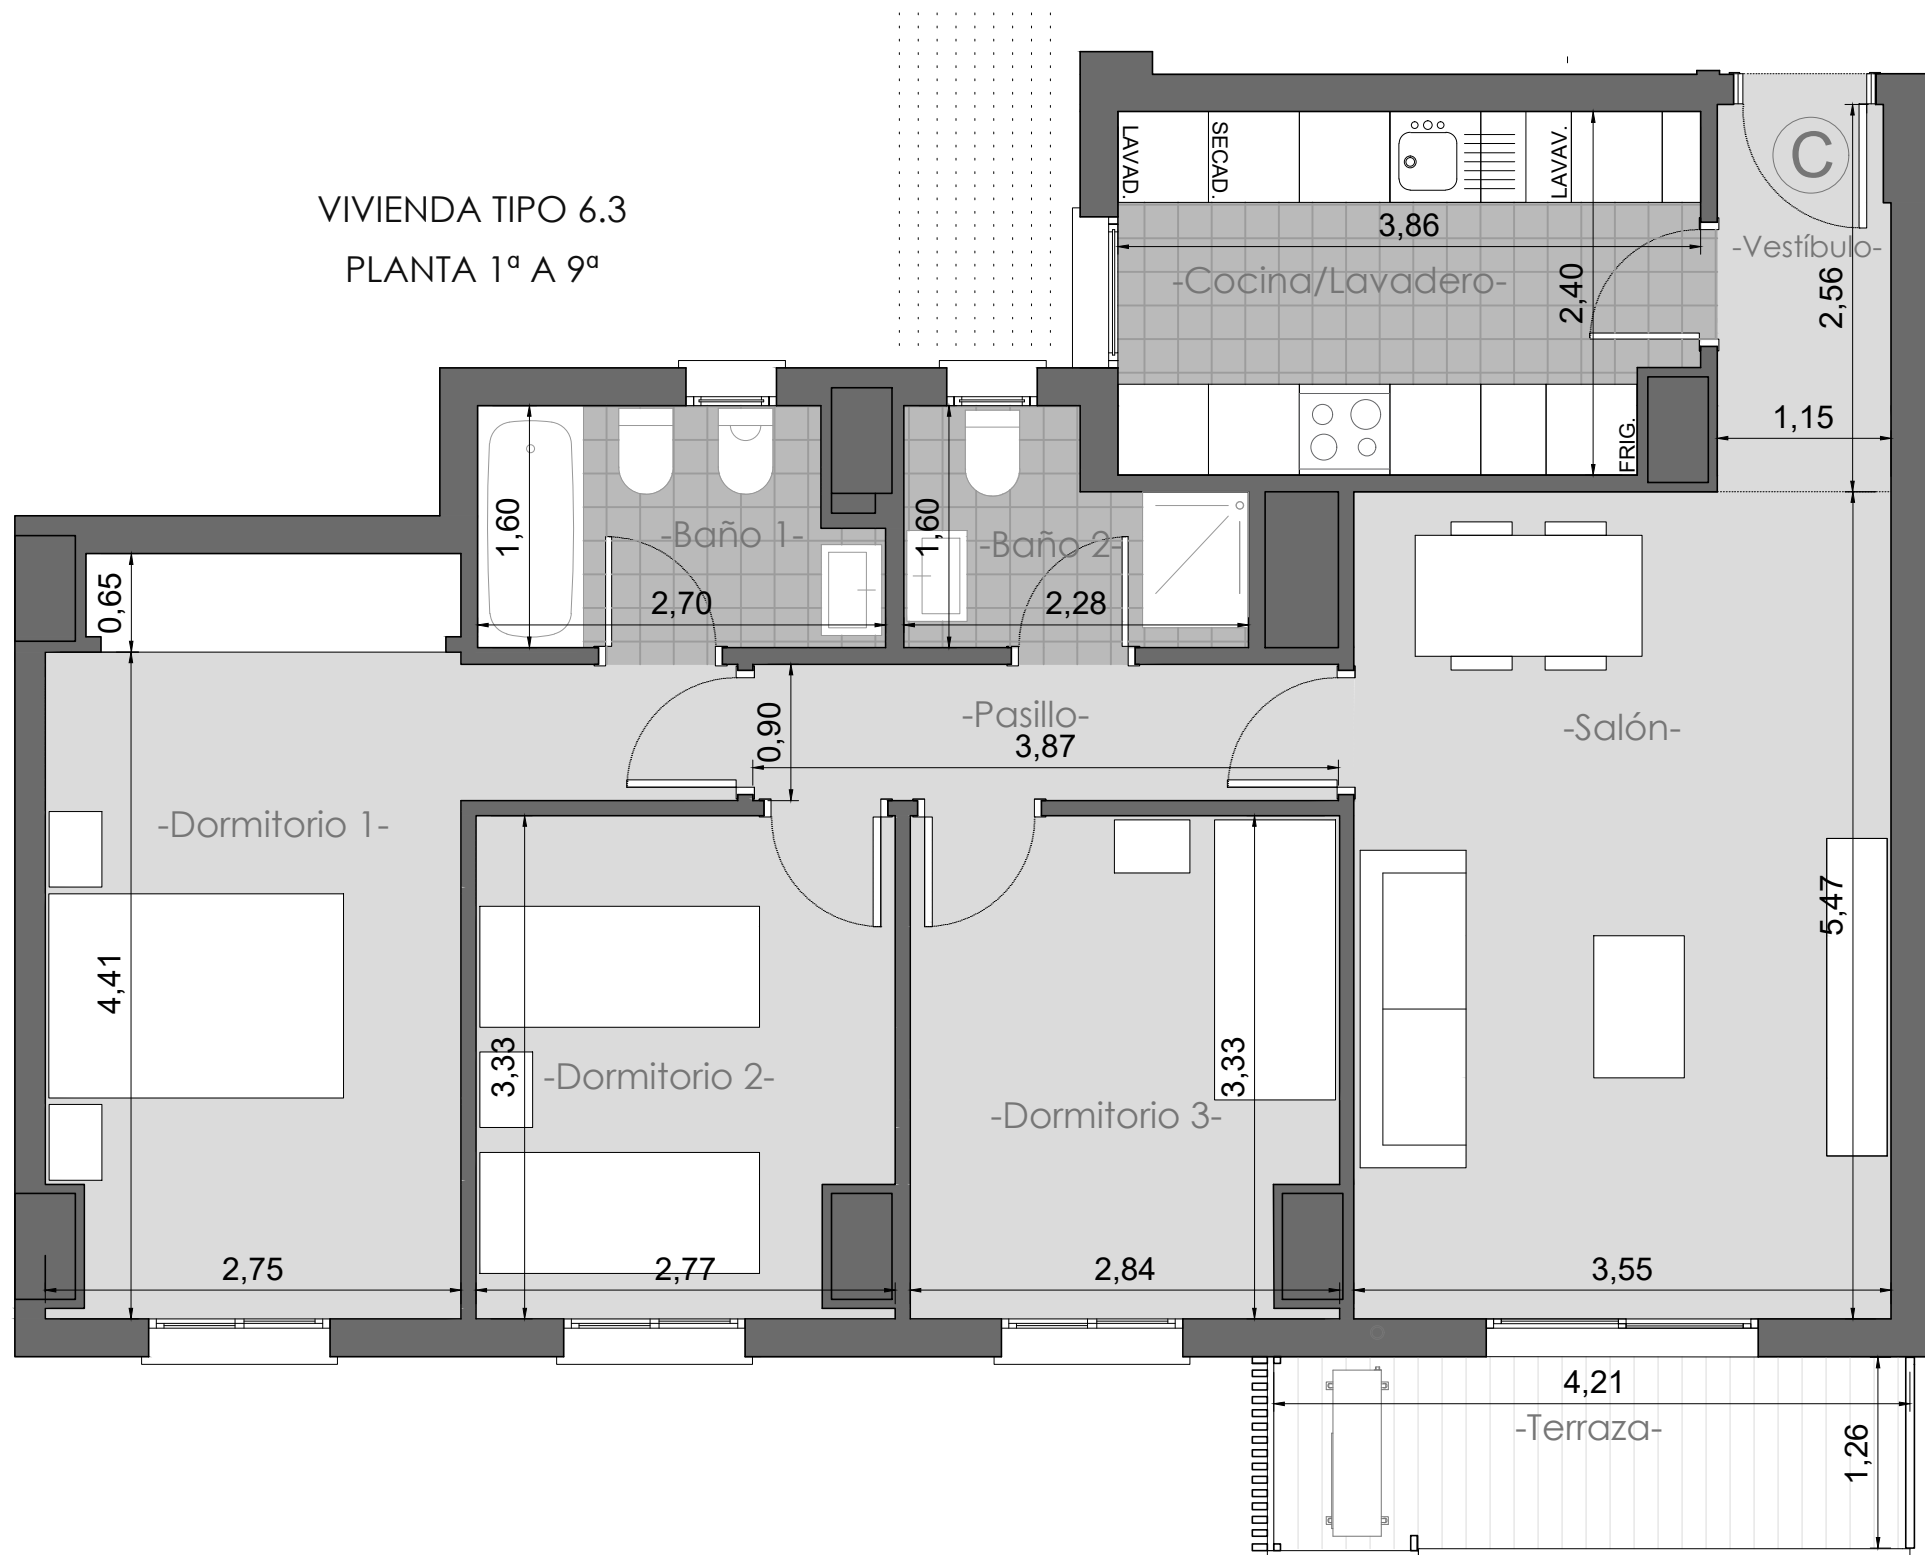 VIVIENDA TIPO 6.3
PLANTA 1ª A 9ª
LAVAD.
SECAD.
LAVAV.
C
3,86
-Vestíbulo-
-Cocina/Lavadero-
2,40
2,56
1,15
FRIG.
1,60
-Baño 1-
1,60
-Baño 2-
0,65
2,70
2,28
-Pasillo-
0,90
3,87
-Salón-
-Dormitorio 1-
5,47
4,41
3,33
-Dormitorio 2-
3,33
-Dormitorio 3-
2,75
2,77
2,84
3,55
4,21
-Terraza-
1,26